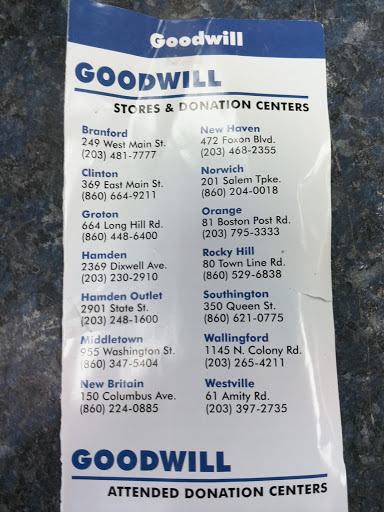 Goodwill
GOODWILL
STORES & DONATION CENTERS
Branford
249 West Main St.
(203) 481-7777
Clinton
369 East Main St.
(860) 664-9211
Groton
664 Long Hill Rd.
(860) 448-6400
Hamden
2369 Dixwell Ave.
(203) 230-2910
Hamden Outlet
2901 State St.
(203) 248-1600
Middletown
955 Washington St.
(860) 347-5404
New Britain
150 Columbus Ave.
(860) 224-0885
New Haven
472 Foxon Blvd.
(203) 468-2355
Norwich
201 Salem Tpke.
(860) 204-0018
Orange
81 Boston Post Rd.
(203) 795-3333
Rocky Hill
80 Town Line Rd.
(860) 529-6838
Southington
350 Queen St.
(860) 621-0775
Wallingford
1145 N. Colony Rd.
(203) 265-4211
Westville
61 Amity Rd.
(203) 397-2735
GOODWILL
ATTENDED DONATION CENTERS